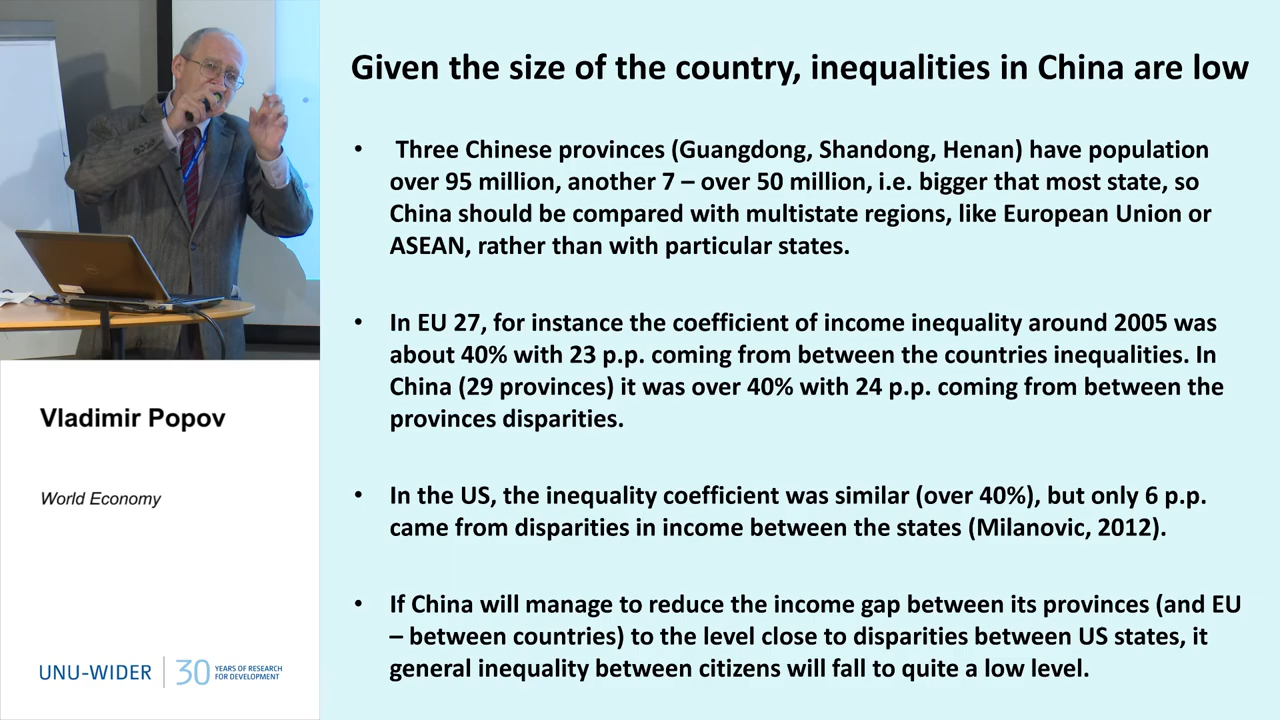 Given the size of the country, inequalities in China are low
• Three Chinese provinces (Guangdong, Shandong, Henan) have population
over 95 million, another 7 – over 50 million, i.e. bigger that most state, so
China should be compared with multistate regions, like European Union or
ASEAN, rather than with particular states.
• In EU 27, for instance the coefficient of income inequality around 2005 was
about 40% with 23 p.p. coming from between the countries inequalities. In
China (29 provinces) it was over 40% with 24 p.p. coming from between the
provinces disparities.
• In the US, the inequality coefficient was similar (over 40%), but only 6 p.p.
came from disparities in income between the states (Milanovic, 2012).
• If China will manage to reduce the income gap between its provinces (and EU
– between countries) to the level close to disparities between US states, it
general inequality between citizens will fall to quite a low level.
Vladimir Popov
World Economy
UNU-WIDER
30 YEARS OF RESEARCH
FOR DEVELOPMENT